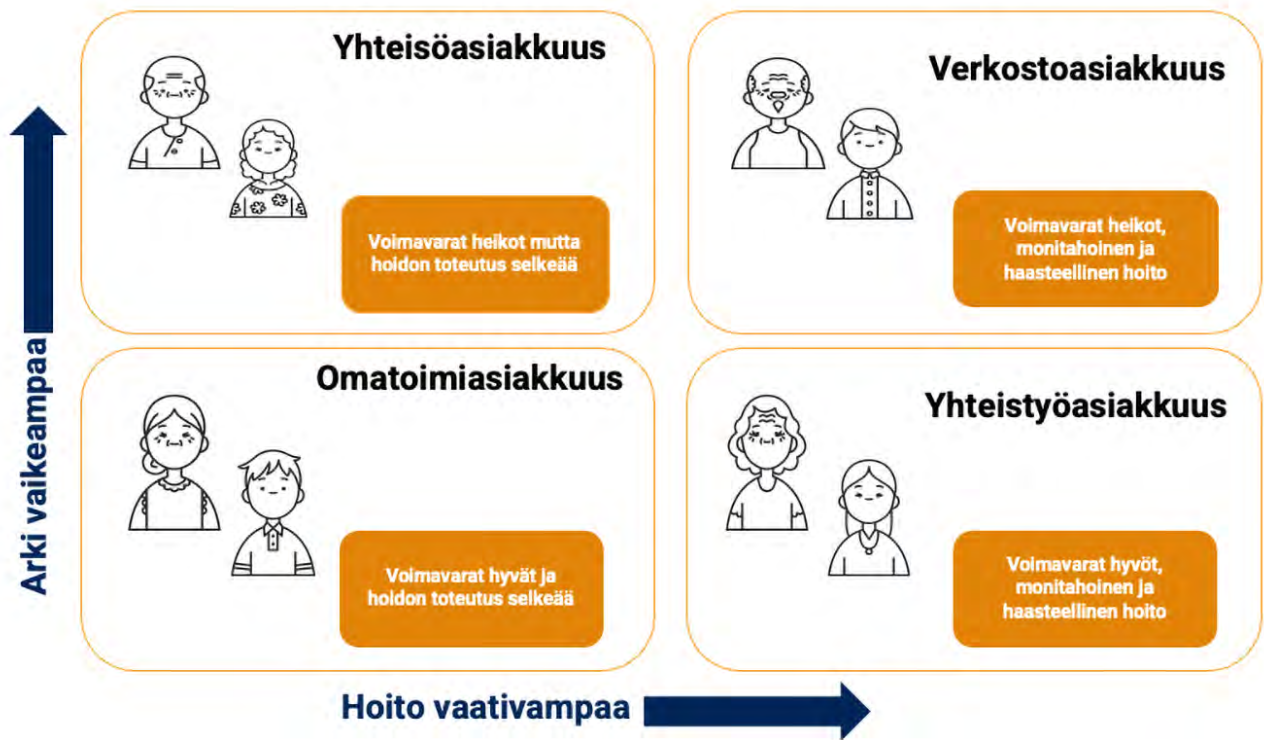 Yhteisöasiakkuus
Voimavarat heikot mutta
hoidon toteutus selkeää
Verkostoasiakkuus
Voimavarat heikot,
monitahoinen ja
haasteellinen hoito
Arki vaikeampaa
Omatoimiasiakkuus
Voimavarat hyvät ja
hoidon toteutus selkeää
Yhteistyöasiakkuus
Voimavarat hyvöt,
monitahoinen ja
haasteellinen hoito
Hoito vaativampaa